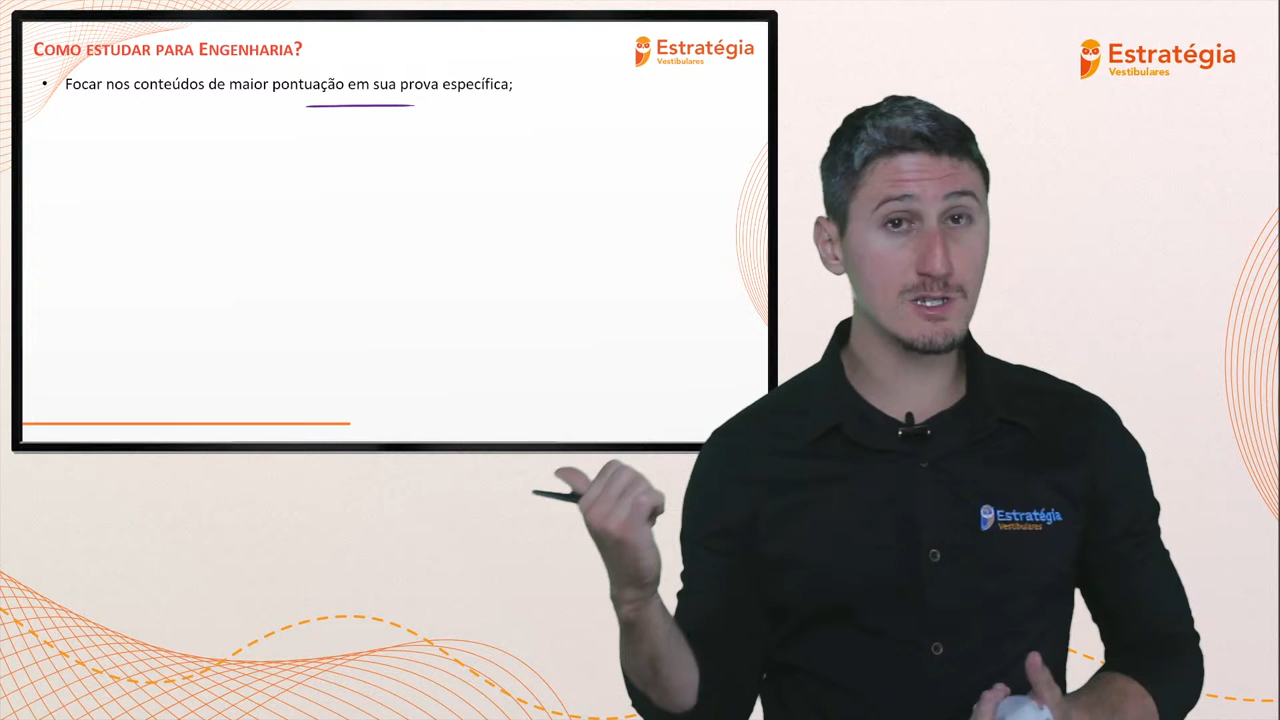 COMO ESTUDAR PARA ENGENHARIA?
Estratégia
Vestibulares
• Focar nos conteúdos de maior pontuação em sua prova específica;
Estratégia
Vestibulares
Estratégia
Vestibulares